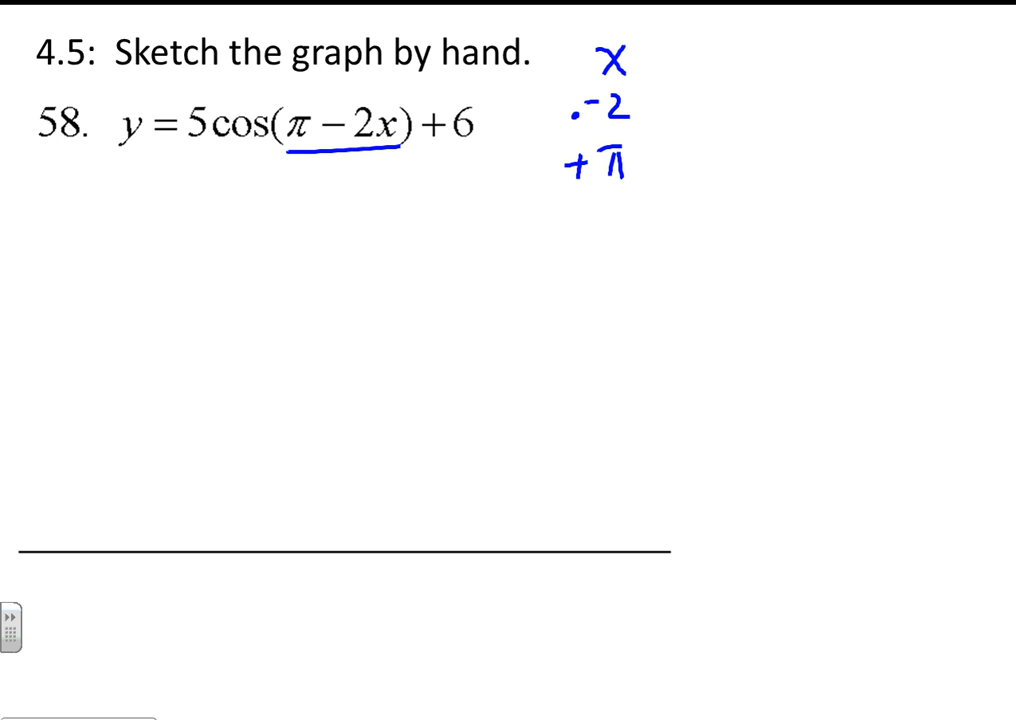 4.5: Sketch the graph by hand.
58. y = 5cos(π − 2x) + 6
x
· -2
+ π